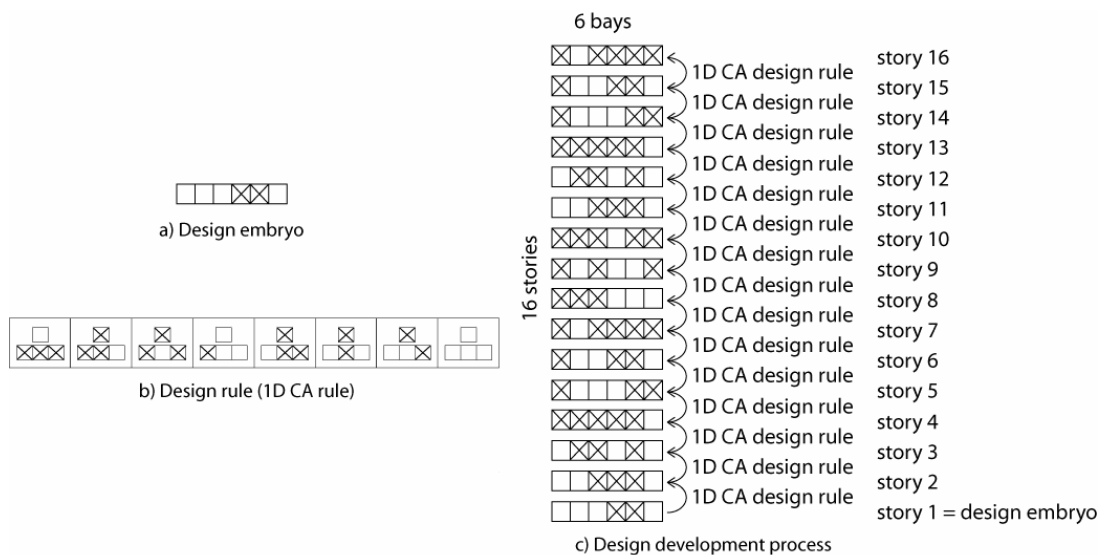 6 bays
story 16
1D CA design rule
story 15
1D CA design rule
story 14
1D CA design rule
story 13
1D CA design rule
story 12
1D CA design rule
story 11
1D CA design rule
story 10
1D CA design rule
story 9
1D CA design rule
story 8
1D CA design rule
story 7
1D CA design rule
story 6
1D CA design rule
story 5
1D CA design rule
story 4
1D CA design rule
story 3
1D CA design rule
story 2
1D CA design rule
story 1 = design embryo
16 stories
a) Design embryo
b) Design rule (1D CA rule)
c) Design development process